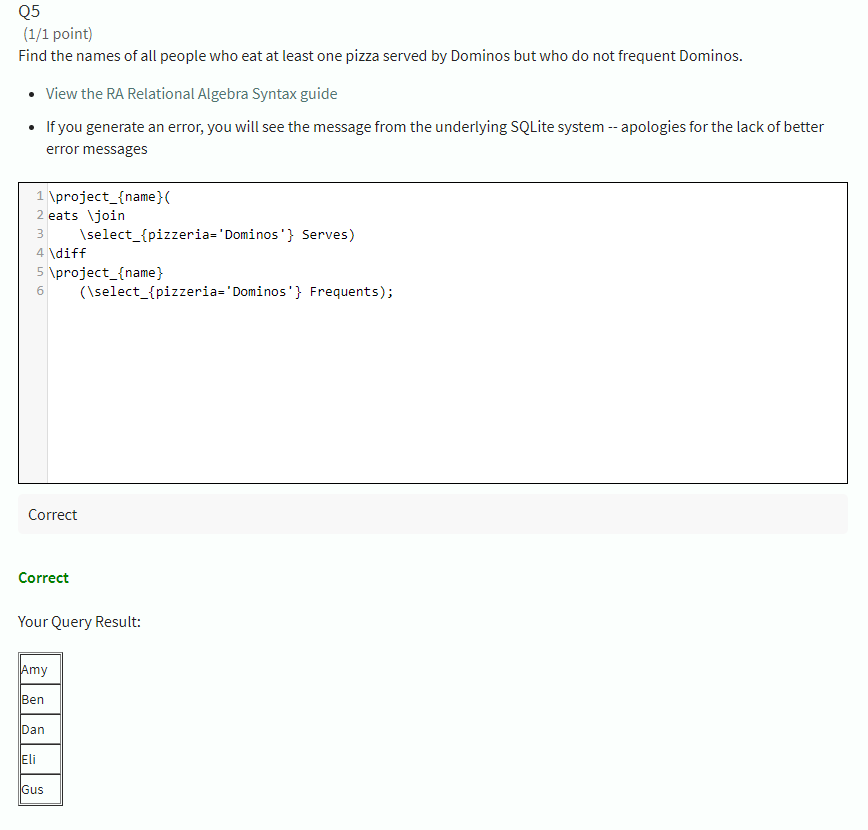 Q5
(1/1 point)
Find the names of all people who eat at least one pizza served by Dominos but who do not frequent Dominos.
• View the RA Relational Algebra Syntax guide
• If you generate an error, you will see the message from the underlying SQLite system -- apologies for the lack of better
error messages
1 \project_{name}(
2 eats \join
3     \select_{pizzeria='Dominos'} Serves)
4 \diff
5 \project_{name}
6     (\select_{pizzeria='Dominos'} Frequents);
Correct
Correct
Your Query Result:
Amy
Ben
Dan
Eli
Gus